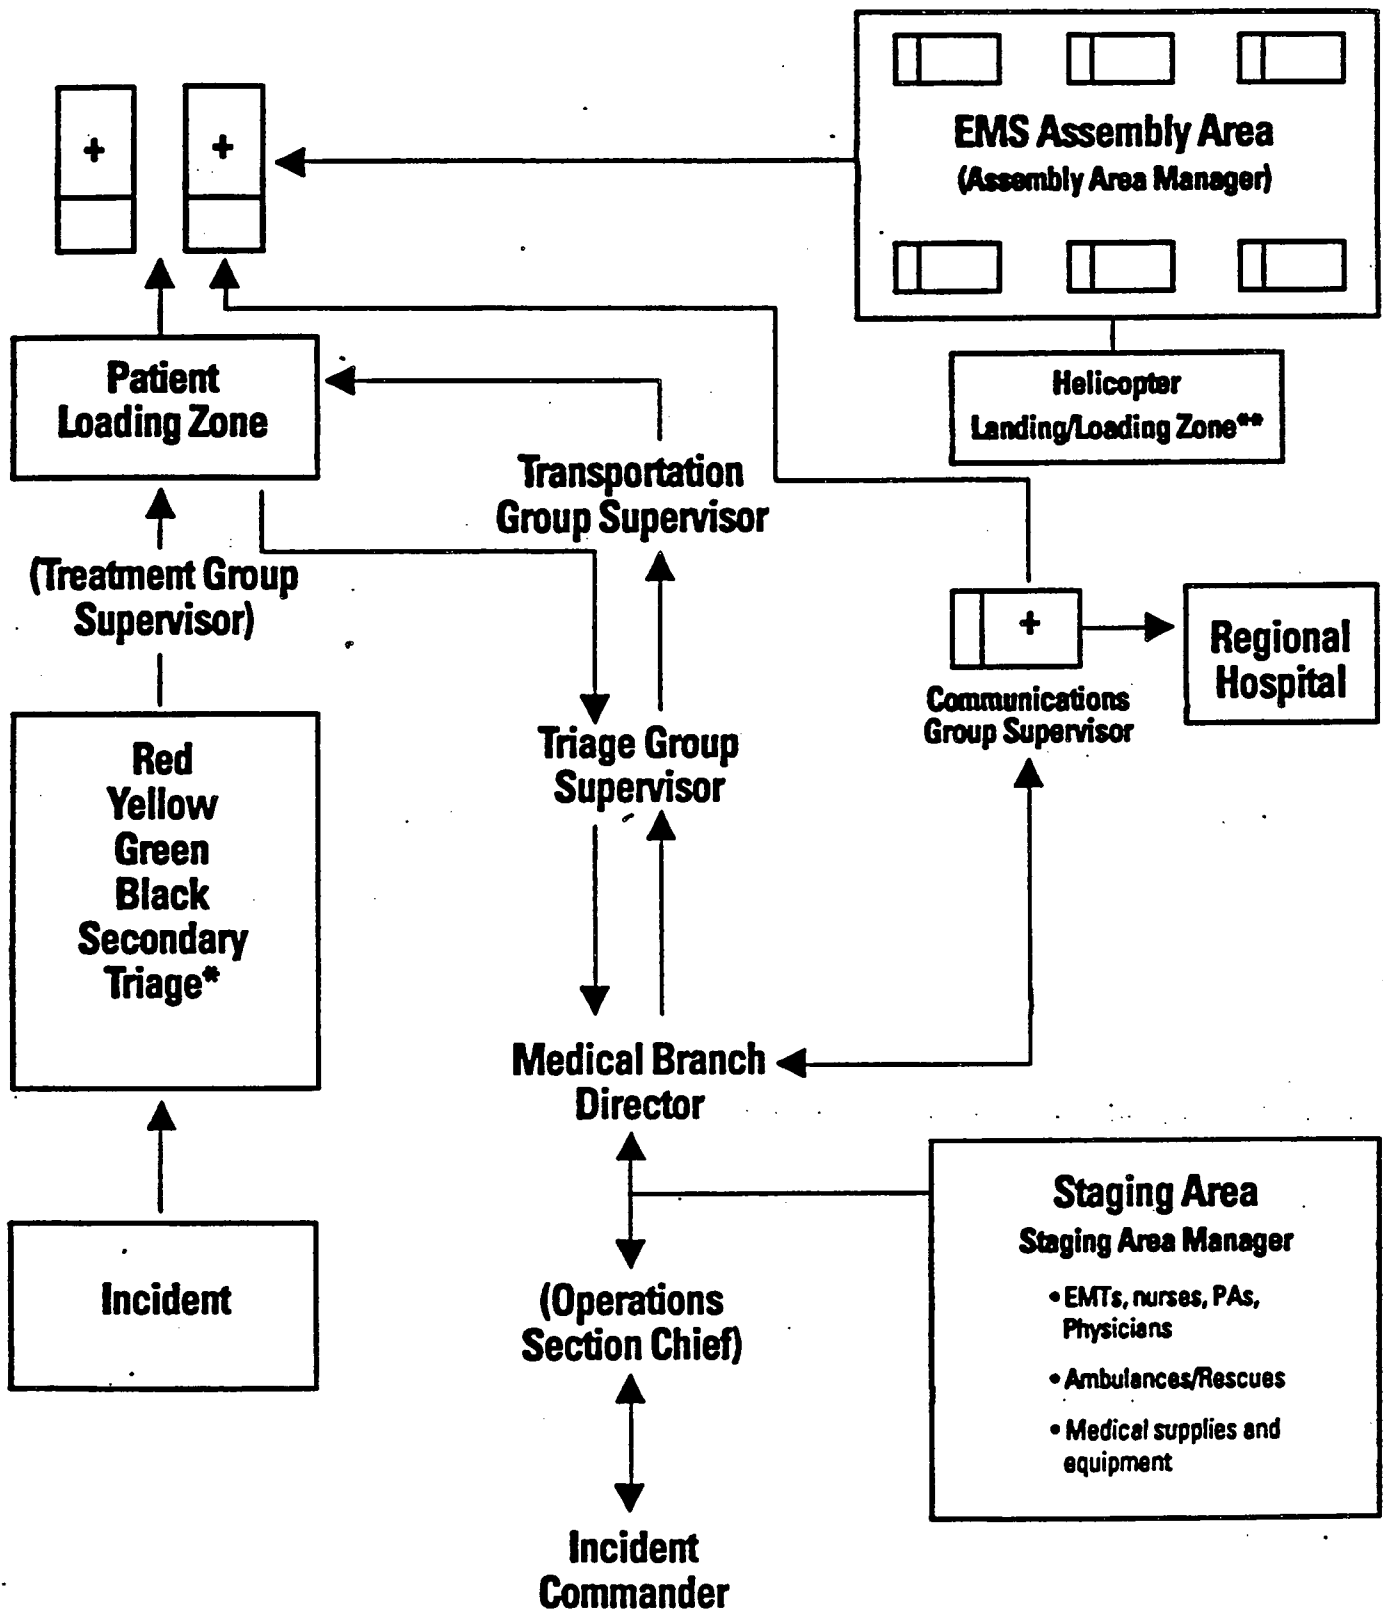 +
+
EMS Assembly Area
(Assembly Area Manager)
Patient
Loading Zone
Helicopter
Landing/Loading Zone**
Transportation
Group Supervisor
(Treatment Group
Supervisor)
+
Regional
Hospital
Communications
Group Supervisor
Triage Group
Supervisor
Red
Yellow
Green
Black
Secondary
Triage*
Medical Branch
Director
Staging Area
Staging Area Manager
• EMTs, nurses, PAs,
Physicians
• Ambulances/Rescues
• Medical supplies and
equipment
Incident
(Operations
Section Chief)
Incident
Commander